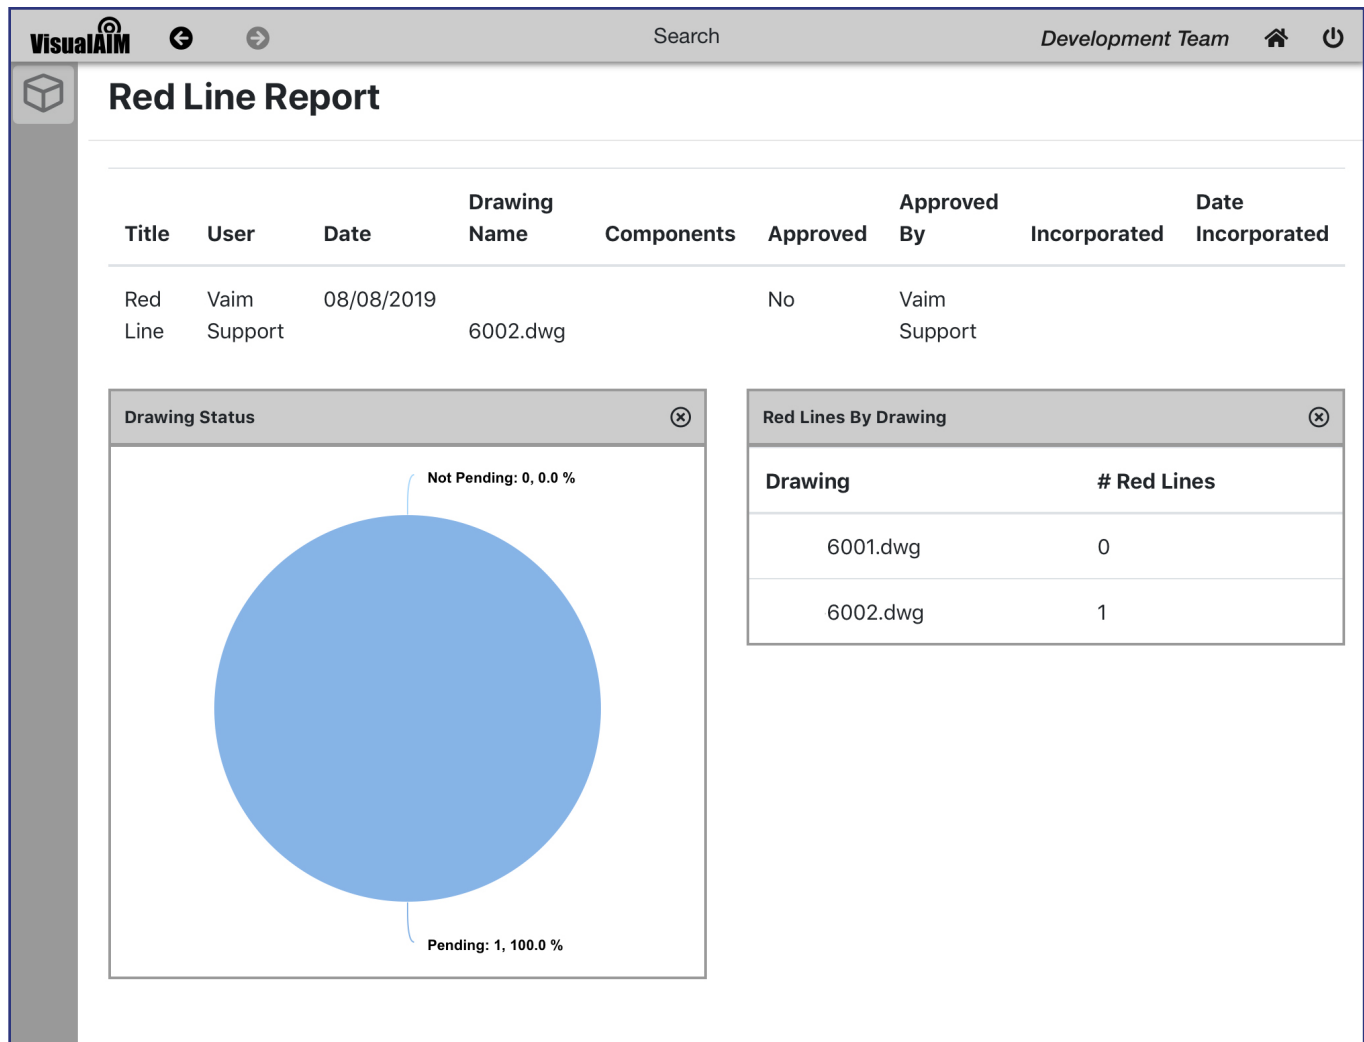 VisualAIM
Search
Development Team
Red Line Report
Title User Date Drawing Name Components Approved Approved By Incorporated Date Incorporated
Red Line Vaim Support 08/08/2019 6002.dwg No Vaim Support
Drawing Status
Not Pending: 0, 0.0 %
Pending: 1, 100.0 %
Red Lines By Drawing
Drawing # Red Lines
6001.dwg 0
6002.dwg 1